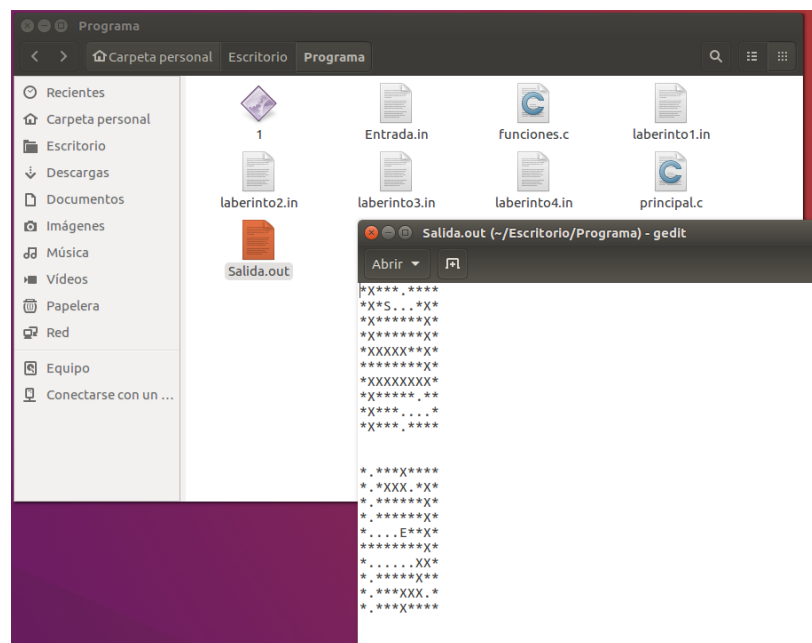 Programa
Carpeta personal Escritorio Programa
Recientes
Carpeta personal
Escritorio
Descargas
Documentos
Imágenes
Música
Vídeos
Papelera
Red
Equipo
Conectarse con un ...
1 Entrada.in funciones.c laberinto1.in
laberinto2.in laberinto3.in laberinto4.in principal.c
Salida.out
Salida.out (~/Escritorio/Programa) - gedit
Abrir
*X***.****
*X*S...*X*
*X******X*
*X******X*
*XXXXX**X*
********X*
*XXXXXXXX*
*X*****.**
*X***....*
*X***.****
*.***X****
*.*XXX.*X*
*.******X*
*.******X*
*....E**X*
********X*
*......XX*
*.*****X**
*.***XXX.*
*.***X****